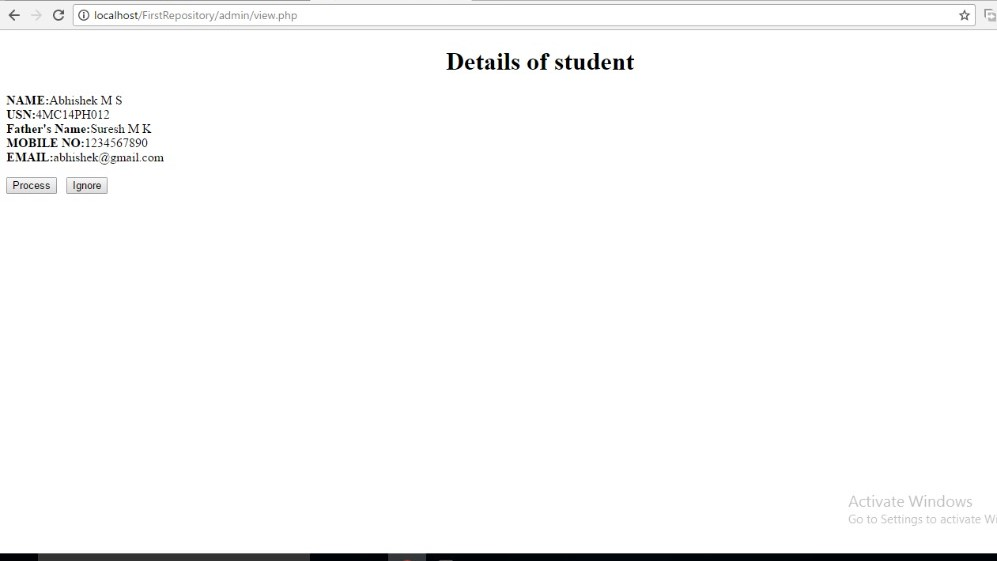 localhost/FirstRepository/admin/view.php
Details of student
NAME:Abhishek M S
USN:4MC14PH012
Father's Name:Suresh M K
MOBILE NO:1234567890
EMAIL:abhishek@gmail.com
Process Ignore
Activate Windows
Go to Settings to activate